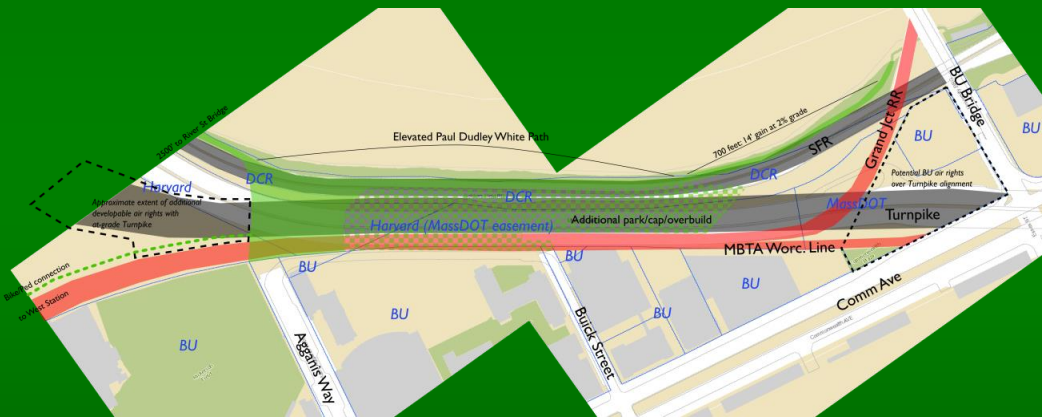 2500' to River St Bridge
Elevated Paul Dudley White Path
700 feet: 14' gain at 2% grade
SFR
Grand Jct RR
BU Bridge
BU
BU
Harvard
DCR
DCR
DCR
Approximate extent of additional
developable air rights with
at-grade Turnpike
Potential BU air rights
over Turnpike alignment
MassDOT
Additional park/cap/overbuild
Harvard (MassDOT easement)
Turnpike
MBTA Worc. Line
Bike/ped connection
to West Station
BU
BU
BU
BU
BU
BU
Agganis Way
Buick Street
Comm Ave
Commonwealth Ave